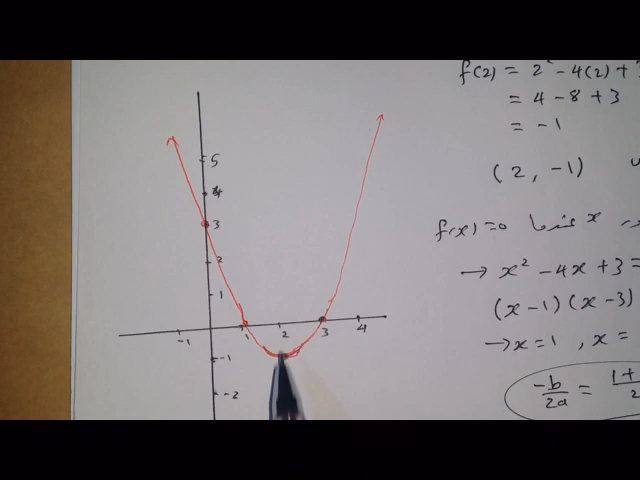 f(2) = 2² - 4(2) + 3
= 4 - 8 + 3
= -1
(2, -1)
f(x) = 0 عندما x
→ x² - 4x + 3 =
(x - 1)(x - 3)
→ x = 1 , x =
-b/2a = 1+
5
4
3
2
1
-1 1 2 3 4
-1
-2